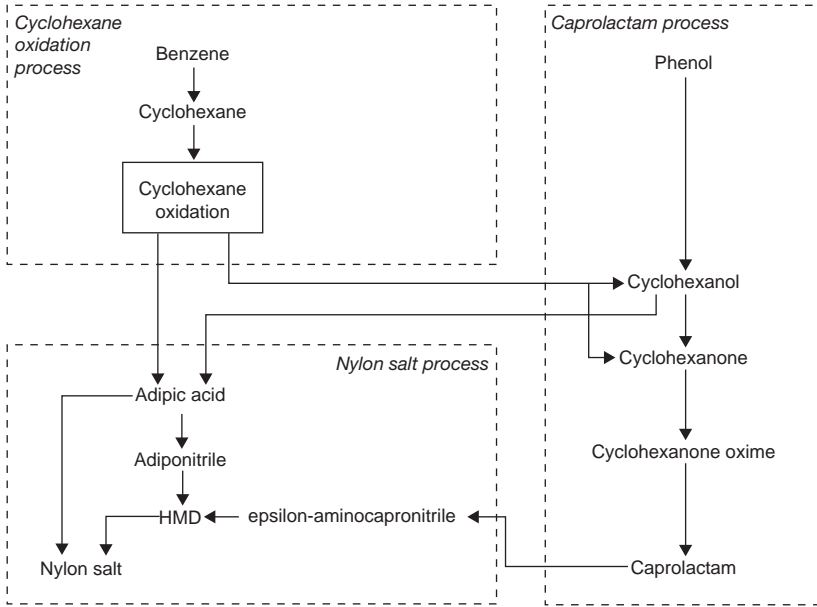 Cyclohexane
oxidation
process
Benzene
Cyclohexane
Cyclohexane
oxidation
Caprolactam process
Phenol
Cyclohexanol
Cyclohexanone
Cyclohexanone oxime
Caprolactam
Nylon salt process
Adipic acid
Adiponitrile
HMD
epsilon-aminocapronitrile
Nylon salt